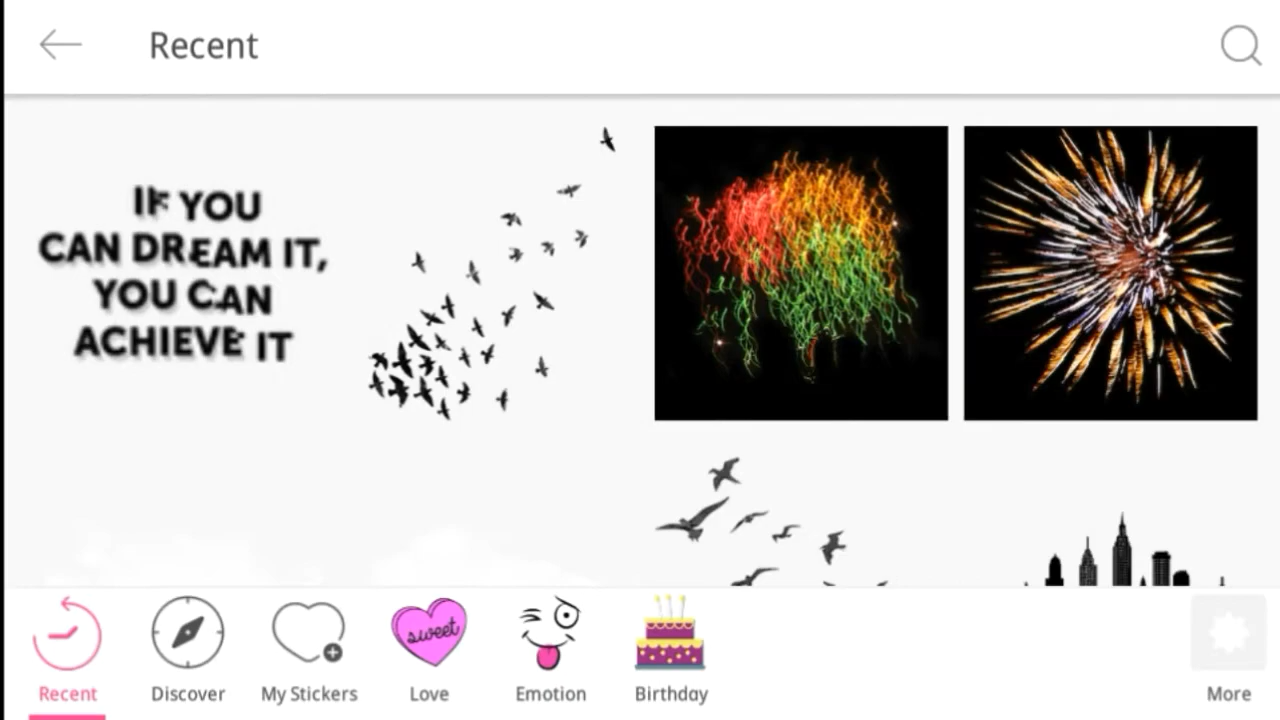 Recent
IF YOU
CAN DREAM IT,
YOU CAN
ACHIEVE IT
sweet
Recent
Discover
My Stickers
Love
Emotion
Birthday
More